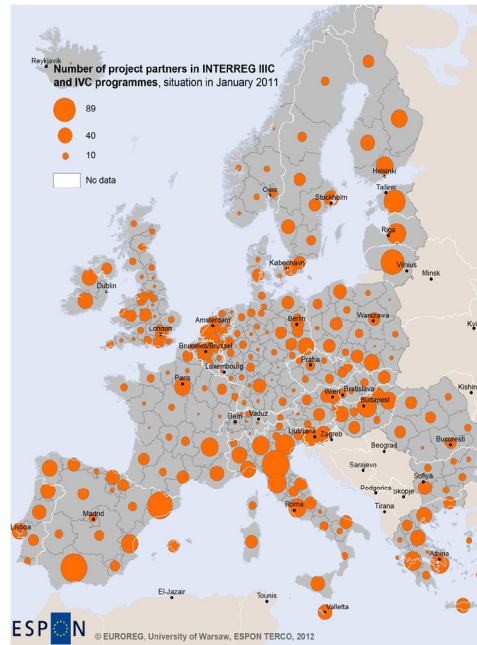 Reykjavik
Number of project partners in INTERREG IIIC
and IVC programmes, situation in January 2011
89
40
10
No data
Oslo
Helsinki
Tallinn
Stockholm
Riga
København
Vilnius
Minsk
Dublin
Amsterdam
Berlin
Warszawa
London
Bruxelles/Brussel
Kyi
Praha
Luxembourg
Paris
Wien
Bratislava
Kishin
Budapest
Bern
Vaduz
Ljubljana
Zagreb
Beograd
Bucuresti
Sarajevo
Sofiya
Podgorica
Skopje
Roma
Tirana
Madrid
Lisboa
Athina
El-Jazair
Tounis
Valletta
ESPON
© EUROREG, University of Warsaw, ESPON TERCO, 2012